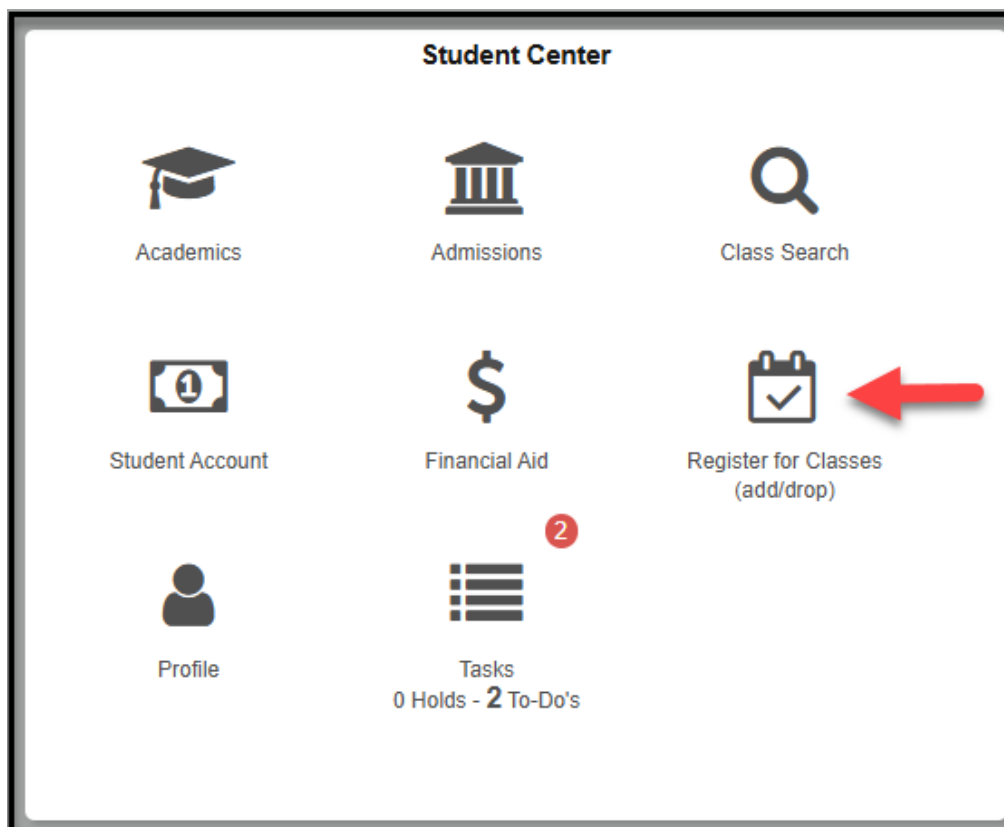 Student Center
Academics
Admissions
Class Search
1
Student Account
$
Financial Aid
Register for Classes
(add/drop)
2
Profile
Tasks
0 Holds - 2 To-Do's